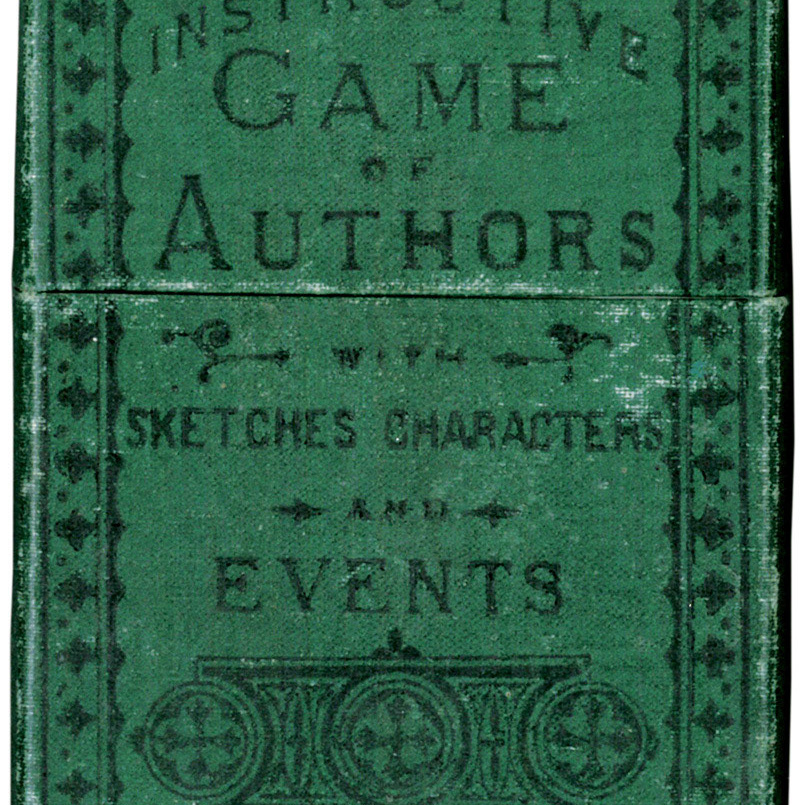 INSTRUCTIVE
GAME
OF
AUTHORS
WITH
SKETCHES CHARACTERS
AND
EVENTS